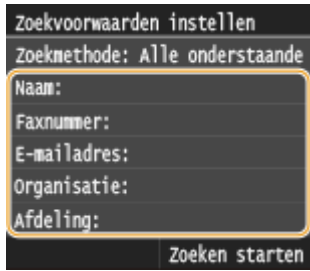 Zoekvoorwaarden instellen
Zoekmethode: Alle onderstaande
Naam:
Faxnummer:
E-mailadres:
Organisatie:
Afdeling:
Zoeken starten